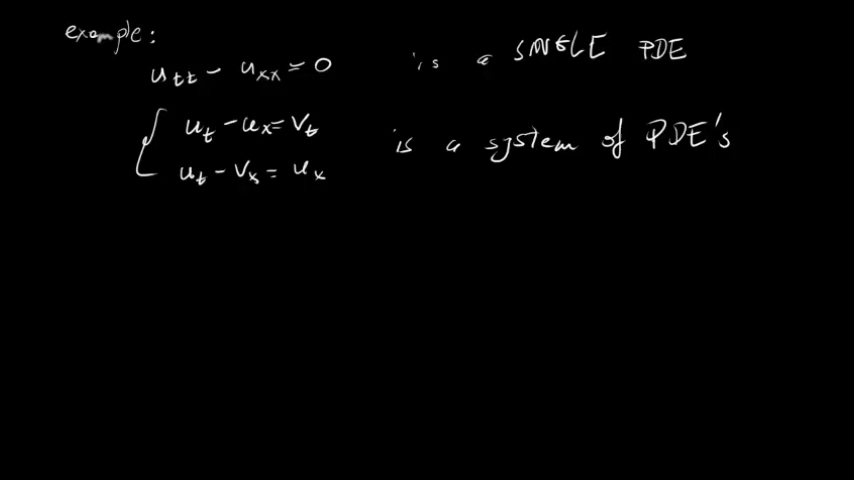 example:
u_tt - u_xx = 0 is a SINGLE PDE
{ u_t - u_x = v_t is a system of PDE's
u_t - v_x = u_x